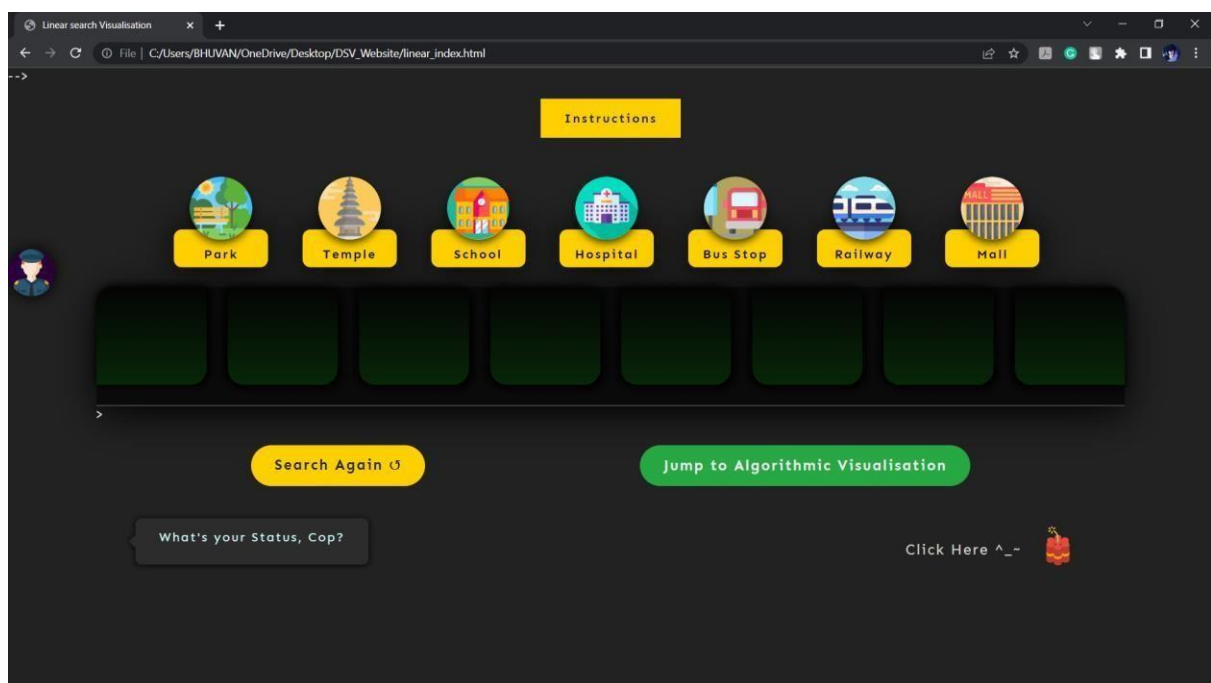 Linear search Visualisation
File | C:/Users/BHUVAN/OneDrive/Desktop/DSV_Website/linear_index.html
-->
Instructions
MALL
Park Temple School Hospital Bus Stop Railway Mall
>
Search Again ↺ Jump to Algorithmic Visualisation
What's your Status, Cop?
Click Here ^_~